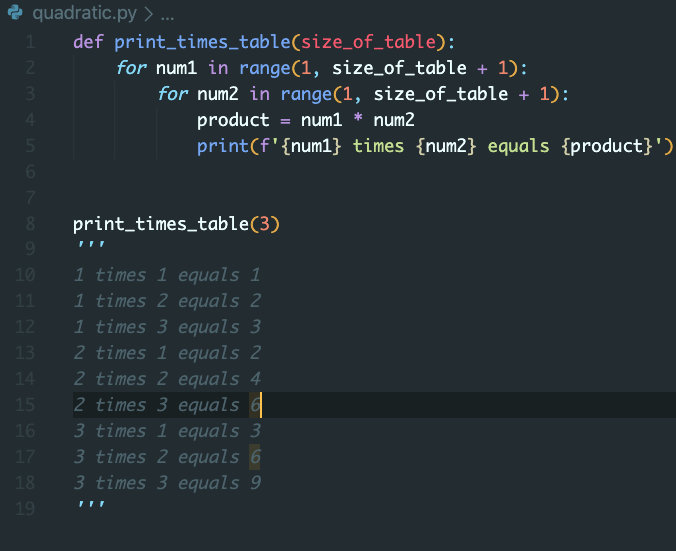 quadratic.py > ...
1 def print_times_table(size_of_table):
2     for num1 in range(1, size_of_table + 1):
3         for num2 in range(1, size_of_table + 1):
4             product = num1 * num2
5             print(f'{num1} times {num2} equals {product}')
6
7
8 print_times_table(3)
9 '''
10 1 times 1 equals 1
11 1 times 2 equals 2
12 1 times 3 equals 3
13 2 times 1 equals 2
14 2 times 2 equals 4
15 2 times 3 equals 6
16 3 times 1 equals 3
17 3 times 2 equals 6
18 3 times 3 equals 9
19 '''